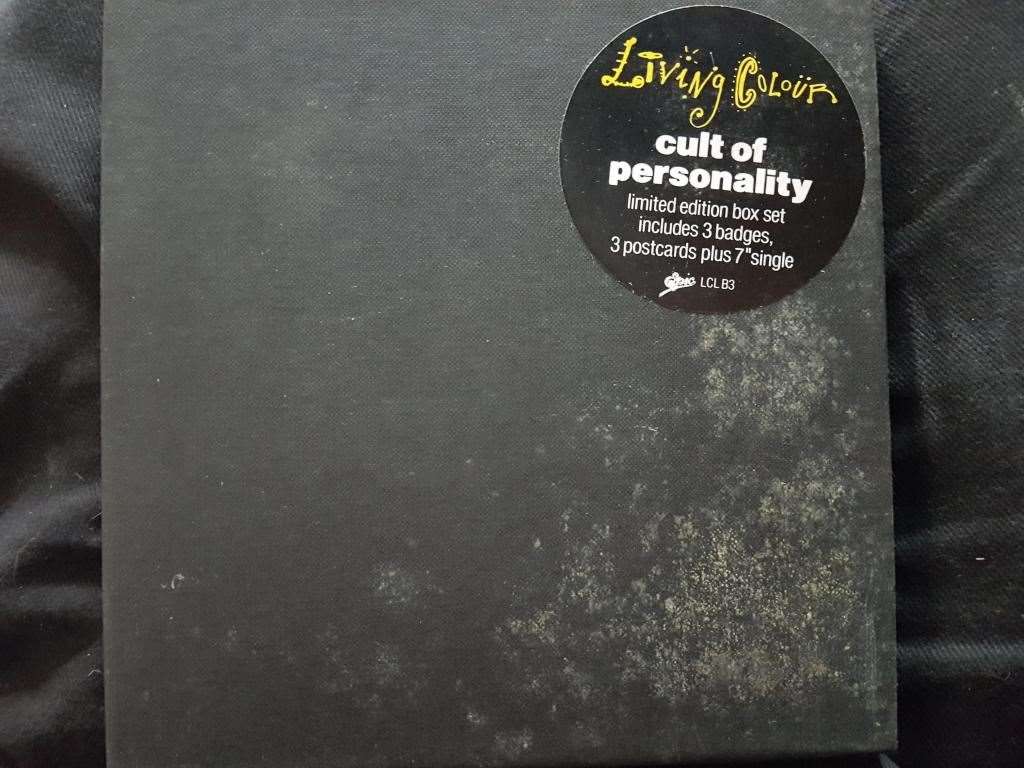 Living Colour
cult of
personality
limited edition box set
includes 3 badges,
3 postcards plus 7" single
Epic LCL B3